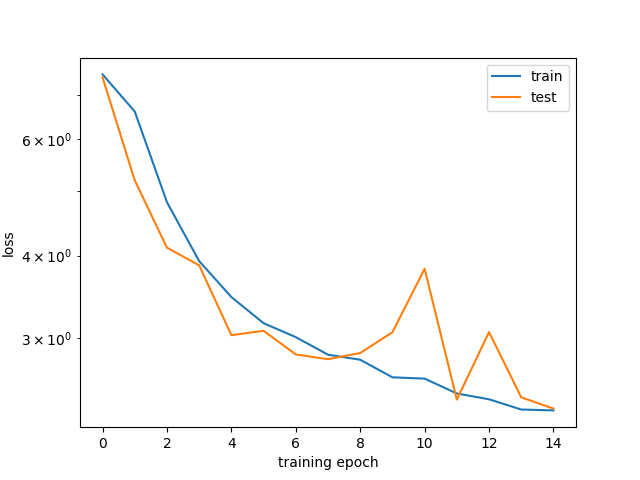 train
test
6 × 10⁰
4 × 10⁰
3 × 10⁰
loss
0 2 4 6 8 10 12 14
training epoch